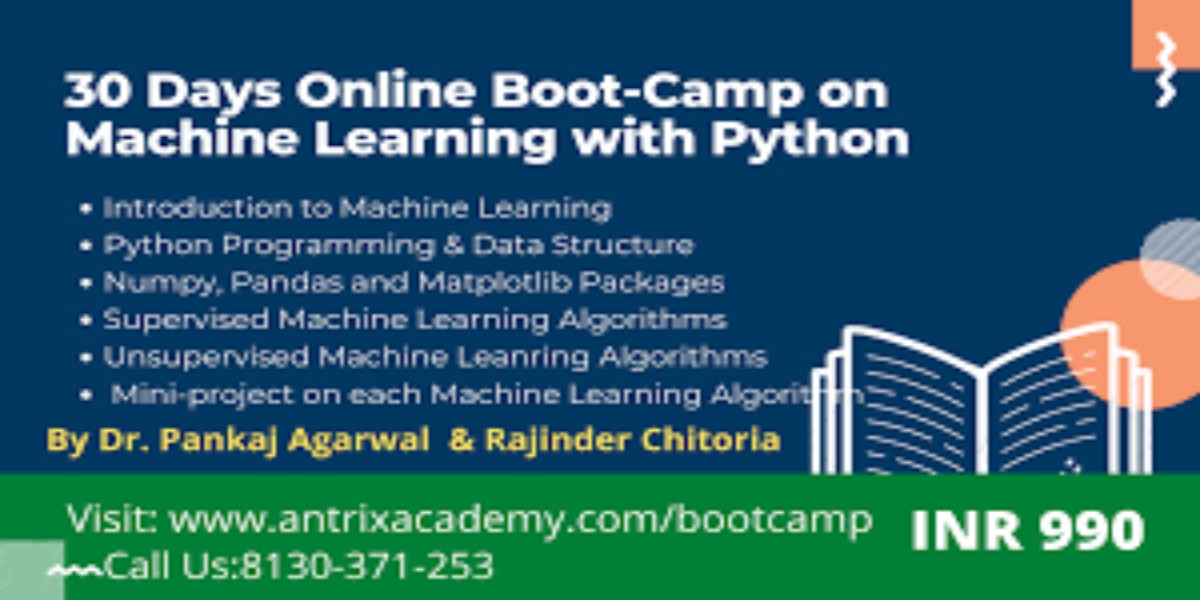 30 Days Online Boot-Camp on
Machine Learning with Python
• Introduction to Machine Learning
• Python Programming & Data Structure
• Numpy, Pandas and Matplotlib Packages
• Supervised Machine Learning Algorithms
• Unsupervised Machine Leanring Algorithms
• Mini-project on each Machine Learning Algorithm
By Dr. Pankaj Agarwal & Rajinder Chitoria
Visit: www.antrixacademy.com/bootcamp
INR 990
Call Us:8130-371-253